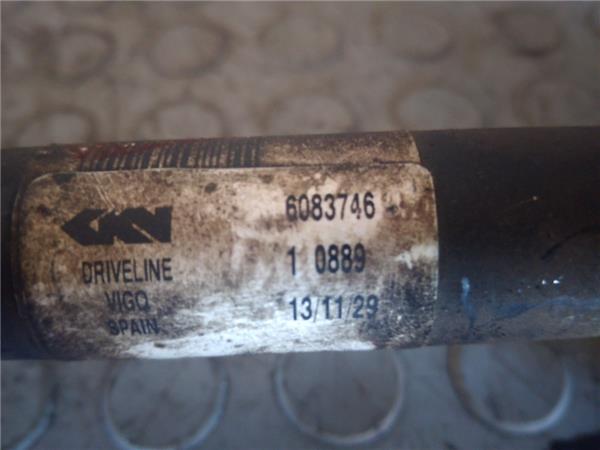 GKN
DRIVELINE
VIGO
SPAIN
6083746
1 0889
13/11/29